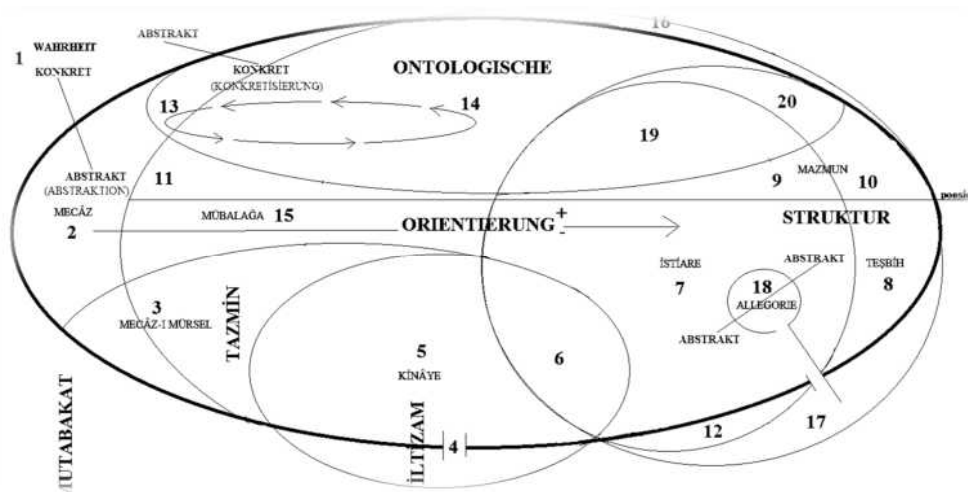 16
ABSTRAKT
1 WAHRHEIT
KONKRET
KONKRET
(KONKRETISIERUNG)
ONTOLOGISCHE
13
14
20
19
ABSTRAKT
(ABSTRAKTION)
11
9
MAZMUN
10
MECÂZ
2
MÜBALAĞA 15
ORIENTIERUNG
+
-
STRUKTUR
İSTİARE
7
ABSTRAKT
TEŞBİH
8
18
ALLEGORIE
ABSTRAKT
3
MECÂZ-I MÜRSEL
TAZMİN
5
KİNÂYE
6
MUTABAKAT
İLTİZAM
4
12
17